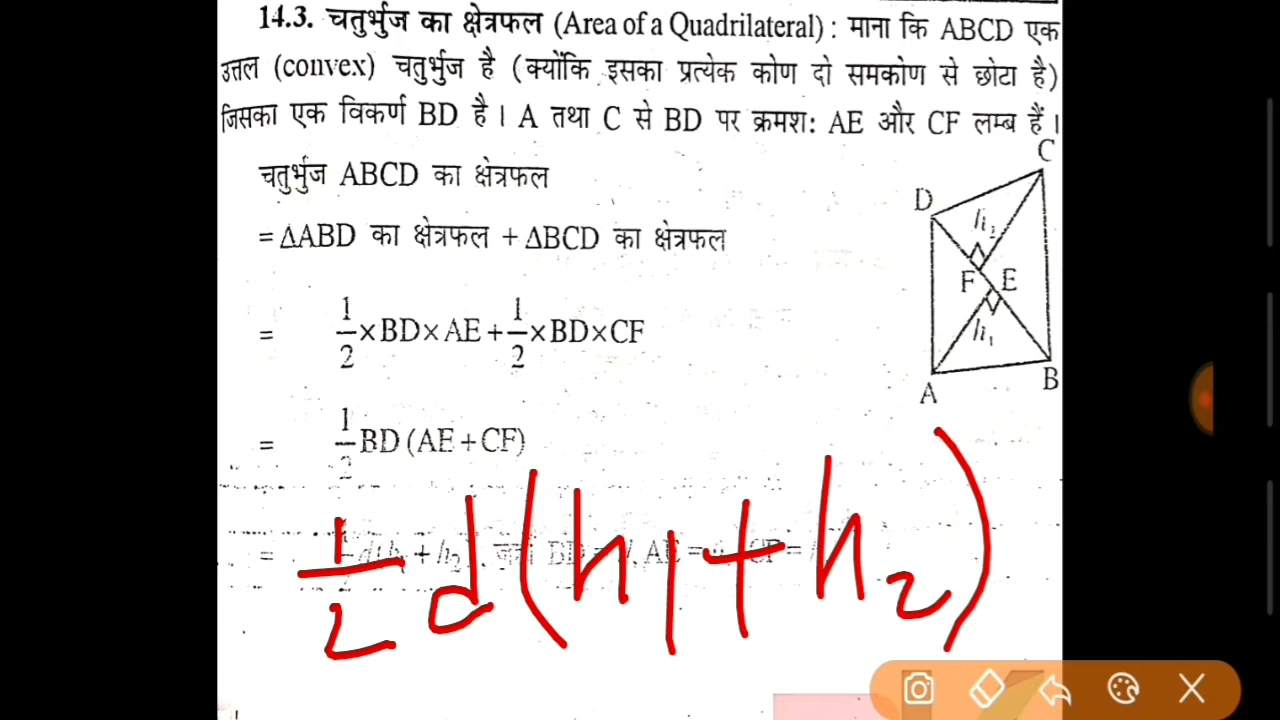 14.3. चतुर्भुज का क्षेत्रफल (Area of a Quadrilateral) : माना कि ABCD एक
उत्तल (convex) चतुर्भुज है (क्योंकि इसका प्रत्येक कोण दो समकोण से छोटा है)
जिसका एक विकर्ण BD है। A तथा C से BD पर क्रमशः AE और CF लम्ब हैं।
चतुर्भुज ABCD का क्षेत्रफल
= ΔABD का क्षेत्रफल + ΔBCD का क्षेत्रफल
= 1/2 × BD × AE + 1/2 × BD × CF
= 1/2 BD (AE + CF)
1/2 d(h1 + h2)
C
D
h2
F E
h1
A
B